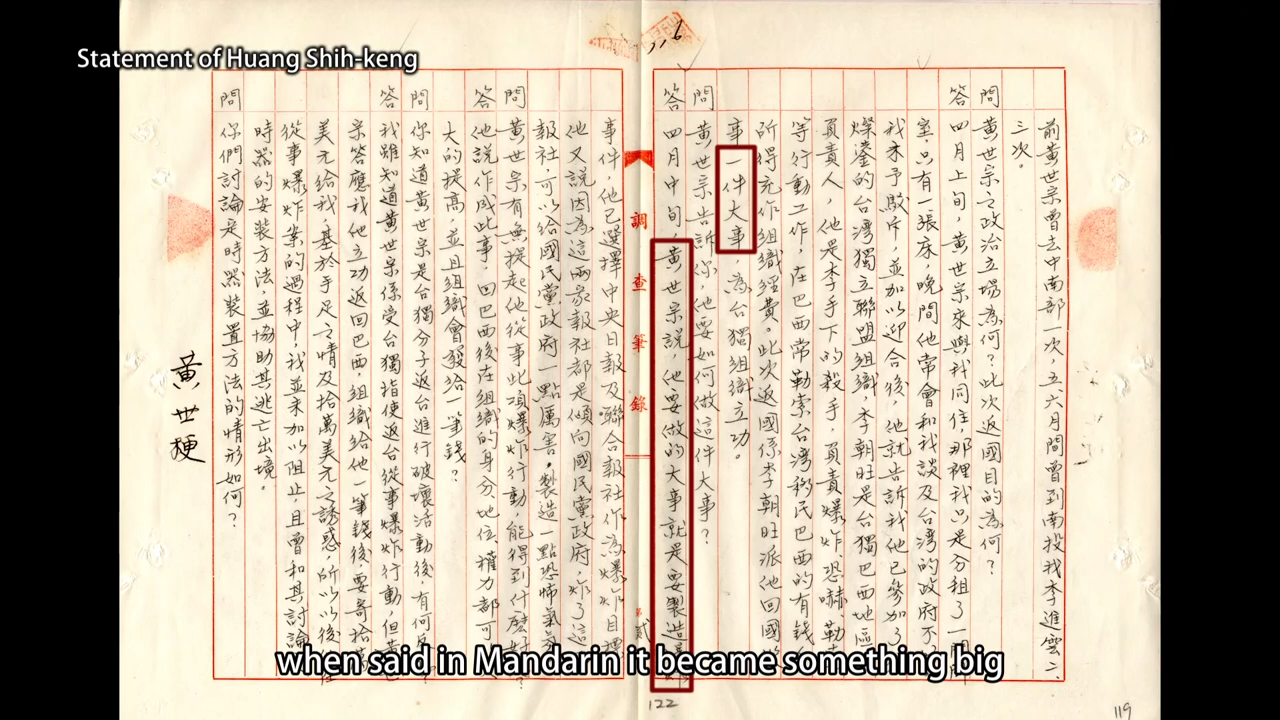 Statement of Huang Shih-keng
前黃世宗曾去中南部一次,五六月間曾到南投找李進雲二、
三次。
問 黃世宗之政治立場為何?此次返國目的為何?
答 四月上旬,黃世宗來與我同住那裡我只是分租了一
室,只有一張床,晚間他常會和我談及台灣的政府不
我未予駁斥,並加以迎合後,他就告訴我他已參加了
燦鎏的台灣獨立聯盟組織,李朝旺是台獨巴西地區
負責人,他是李手下的殺手,負責爆炸恐嚇、勒
等行動工作,在巴西常勒索台灣移民巴西的有錢
所得充作組織經費。此次返國係李朝旺派他回國
事一件大事,為台獨組織立功。
問 黃世宗告訴你,他要如何做這件大事?
答 四月中旬,黃世宗說,他要做的大事就是要製造
調查筆錄
事件,他已選擇中央日報及聯合報社作為爆炸目標
他又說因為這兩家報社都是傾向國民黨政府,炸了這
報社,可以給國民黨政府一點厲害,製造一點恐怖氣
問 黃世宗有無提起他從事此項爆炸行動,能得到什麼好
答 他說作成此事,回巴西後在組織的身分、地位、權力都可
大的提高,並且組織會發給一筆錢?
問 你知道黃世宗是台獨分子返台進行破壞活動後,有何
答 我雖知道黃世宗係受台獨指使返台從事爆炸行動,但黃
宗答應我他立功返回巴西,組織給他一筆錢後,要寄拾
美元給我,基於手足之情及拾萬美元之誘惑,所以以後
從事爆炸案的過程中,我並未加以阻止,且曾和其討論
時器的安裝方法,並協助其逃亡出境。
問 你們討論定時器裝置方法的情形如何?
黃世梗
when said in Mandarin it became something big
122
119